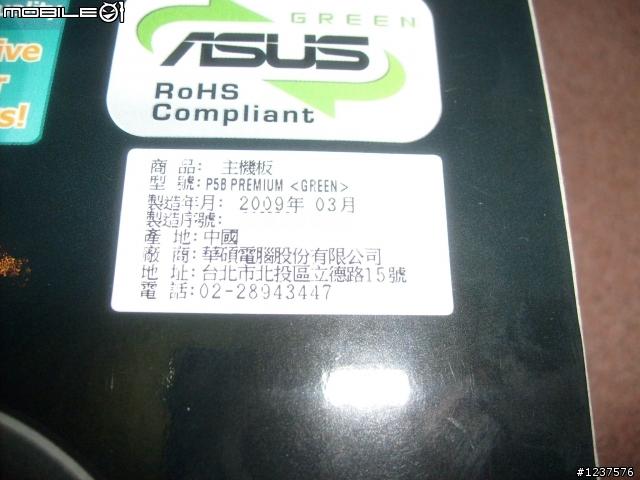 MOBILE01
GREEN
ASUS
RoHS
Compliant
ive
r
s!
商 品: 主機板
型 號: P5B PREMIUM <GREEN>
製造年月: 2009年 03月
製造序號:
產 地: 中國
廠 商: 華碩電腦股份有限公司
地 址: 台北市北投區立德路15號
電 話: 02-28943447
#1237576